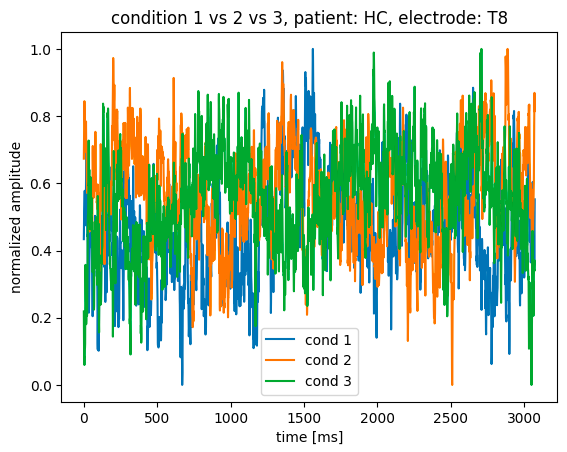 condition 1 vs 2 vs 3, patient: HC, electrode: T8
normalized amplitude
1.0
0.8
0.6
0.4
0.2
0.0
cond 1
cond 2
cond 3
0 500 1000 1500 2000 2500 3000
time [ms]